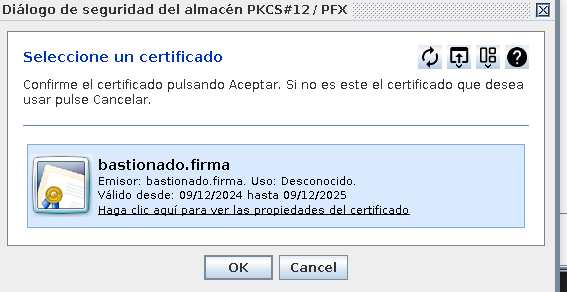 Diálogo de seguridad del almacén PKCS#12 / PFX
Seleccione un certificado
Confirme el certificado pulsando Aceptar. Si no es este el certificado que desea
usar pulse Cancelar.
bastionado.firma
Emisor: bastionado.firma. Uso: Desconocido.
Válido desde: 09/12/2024 hasta 09/12/2025
Haga clic aquí para ver las propiedades del certificado
OK Cancel